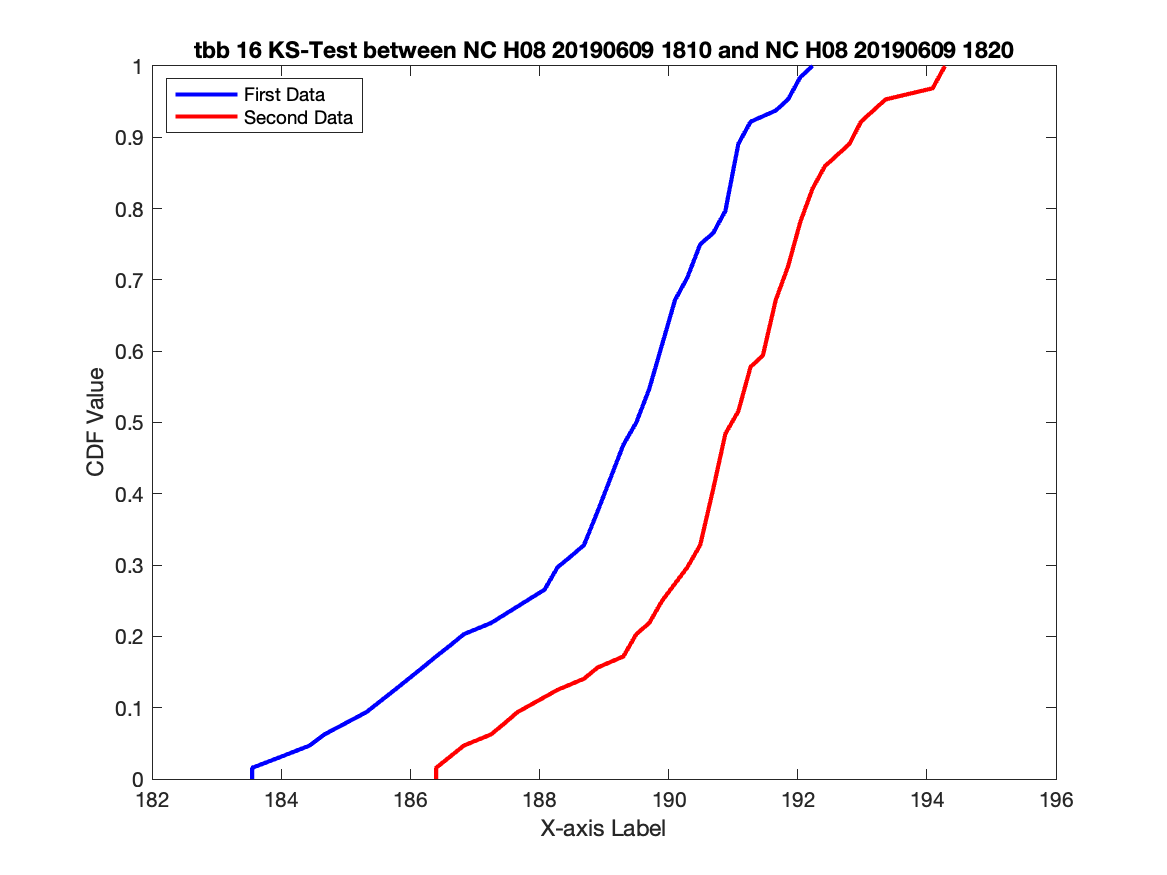 tbb 16 KS-Test between NC H08 20190609 1810 and NC H08 20190609 1820
First Data
Second Data
1
0.9
0.8
0.7
0.6
0.5
0.4
0.3
0.2
0.1
0
CDF Value
182 184 186 188 190 192 194 196
X-axis Label